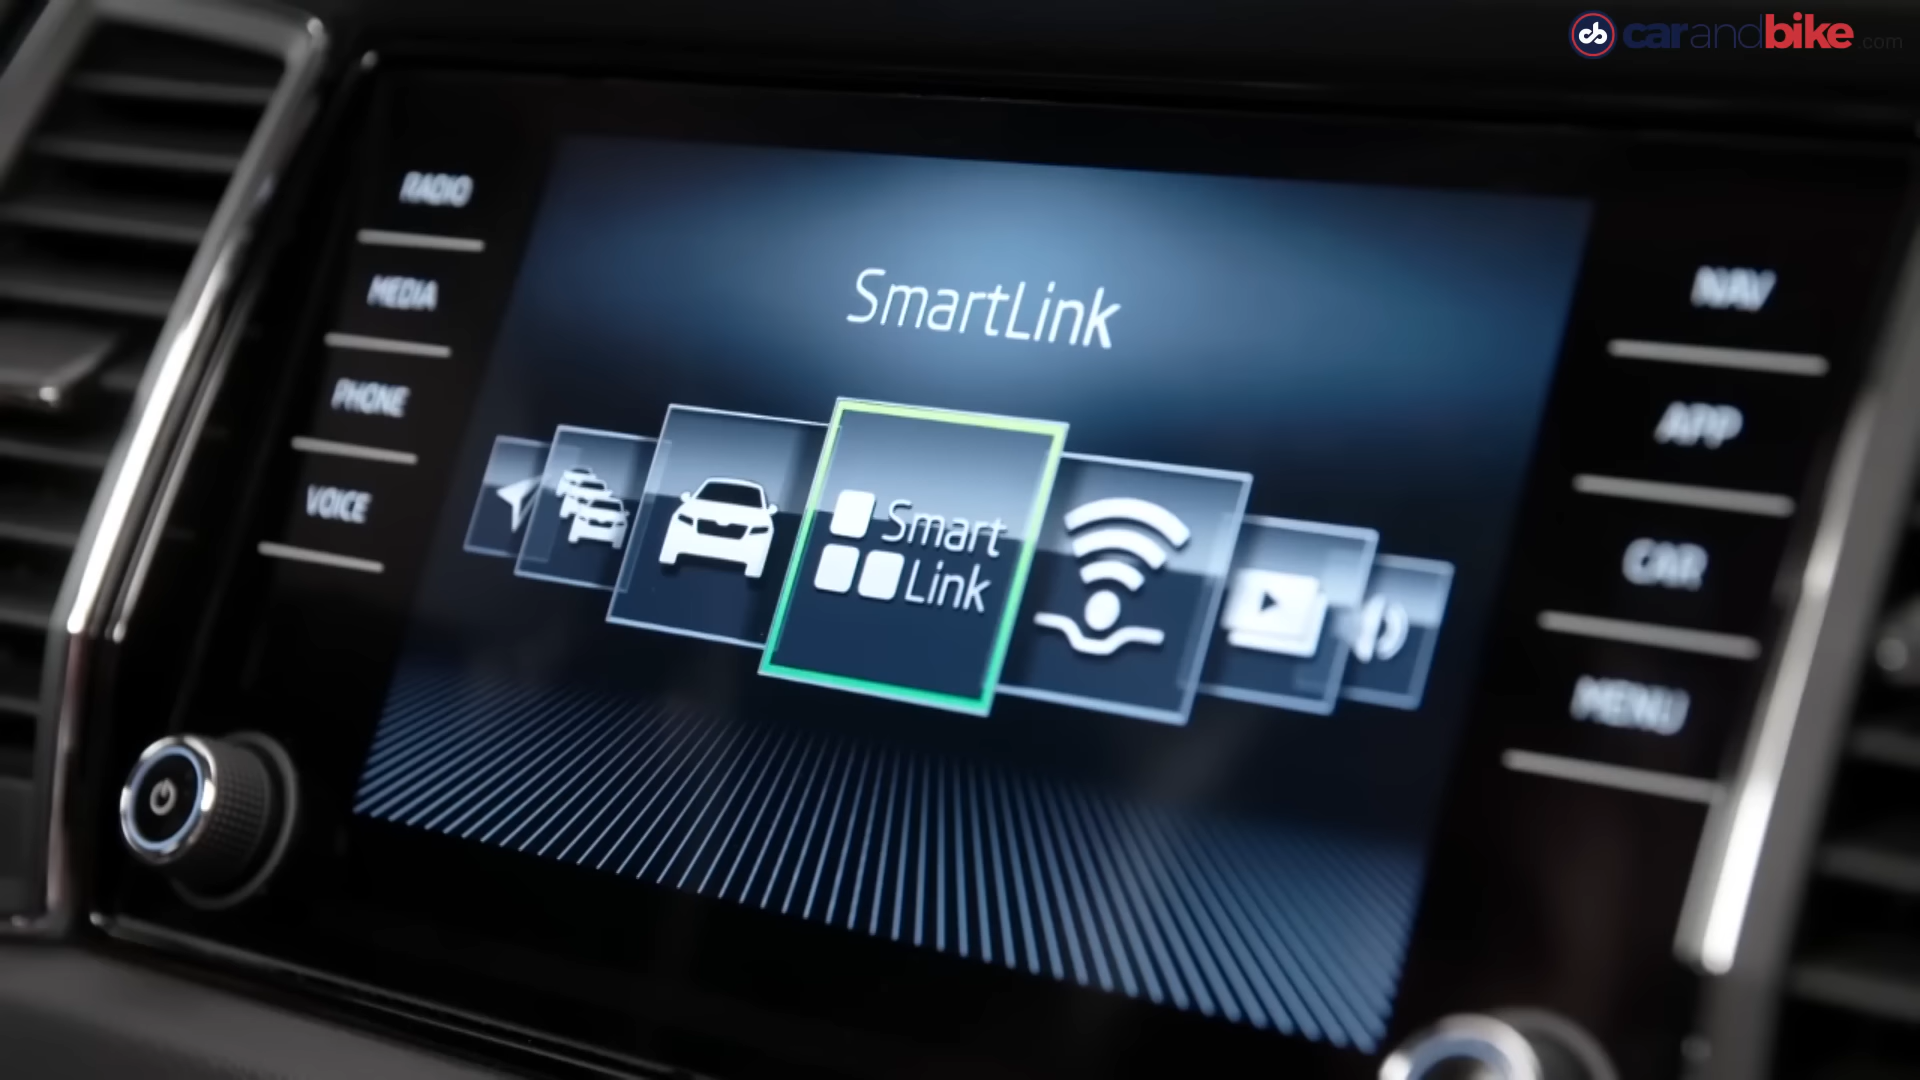 carandbike.com
RADIO
MEDIA
PHONE
VOICE
SmartLink
Smart
Link
NAV
APP
CAR
MENU